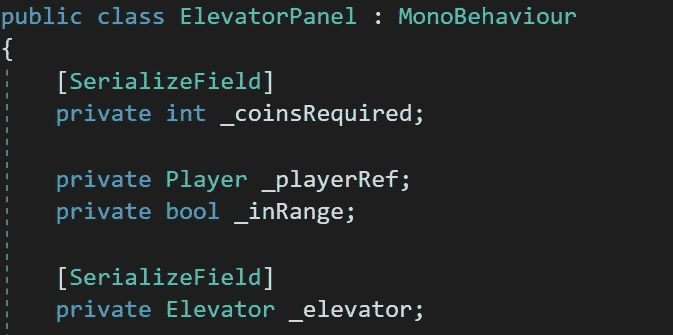 public class ElevatorPanel : MonoBehaviour
{
[SerializeField]
private int _coinsRequired;
private Player _playerRef;
private bool _inRange;
[SerializeField]
private Elevator _elevator;